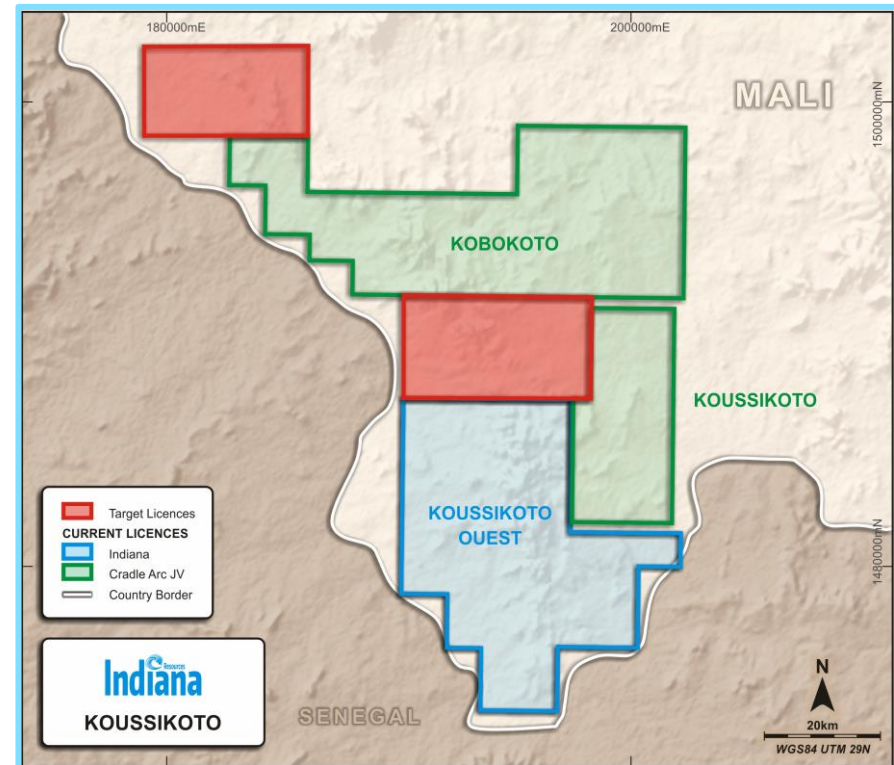 180000mE
200000mE
MALI
1500000mN
KOBOKOTO
KOUSSIKOTO
KOUSSIKOTO
OUEST
Target Licences
CURRENT LICENCES
Indiana
Cradle Arc JV
Country Border
1480000mN
Resources
Indiana
KOUSSIKOTO
SENEGAL
N
20km
WGS84 UTM 29N